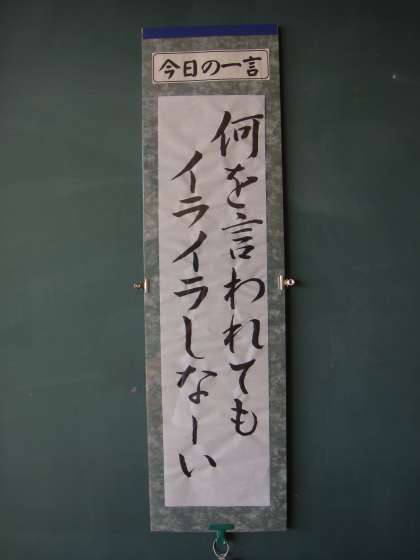 今日の一言
何を言われても
イライラしなーい